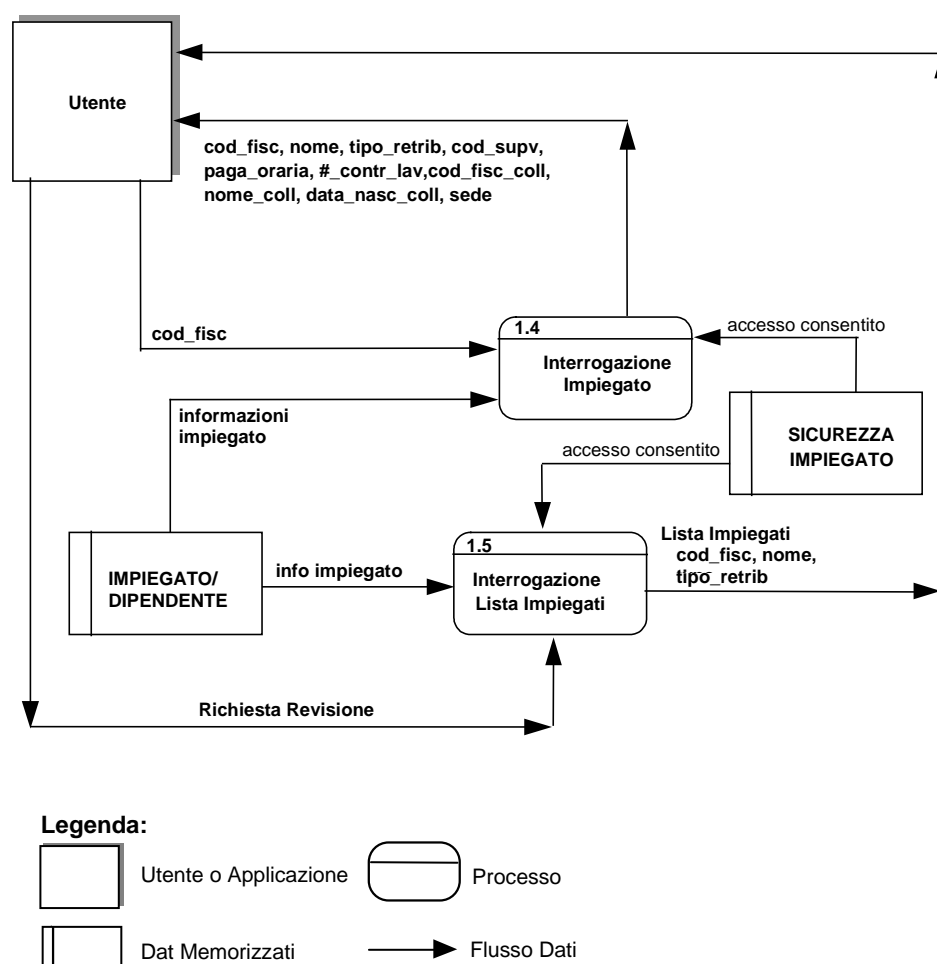 Utente
cod_fisc, nome, tipo_retrib, cod_supv,
paga_oraria, #_contr_lav,cod_fisc_coll,
nome_coll, data_nasc_coll, sede
cod_fisc
1.4
Interrogazione
Impiegato
accesso consentito
informazioni
impiegato
SICUREZZA
IMPIEGATO
accesso consentito
IMPIEGATO/
DIPENDENTE
info impiegato
1.5
Interrogazione
Lista Impiegati
Lista Impiegati
cod_fisc, nome,
tipo_retrib
Richiesta Revisione
Legenda:
Utente o Applicazione
Processo
Dat Memorizzati
Flusso Dati